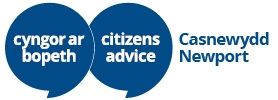 cyngor ar
bopeth
citizens
advice
Casnewydd
Newport